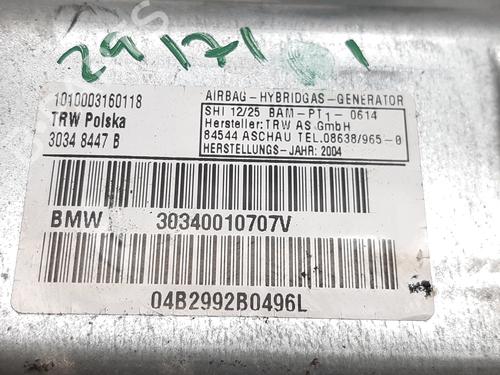 29171 1
1010003160118
TRW Polska
3034 8447 B
AIRBAG-HYBRIDGAS-GENERATOR
SHI 12/25 BAM-PT1-0614
Hersteller:TRW AS GmbH
84544 ASCHAU TEL.08638/965-0
HERSTELLUNGS-JAHR: 2004
BMW 30340010707V
04B2992B0496L